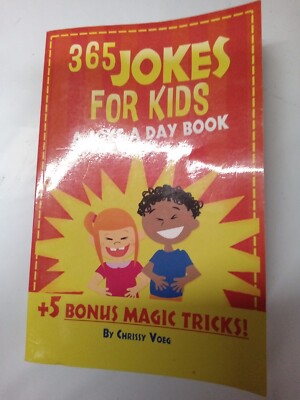 365 JOKES
FOR KIDS
A DAY BOOK
+5 BONUS MAGIC TRICKS!
By Chrissy Voeg